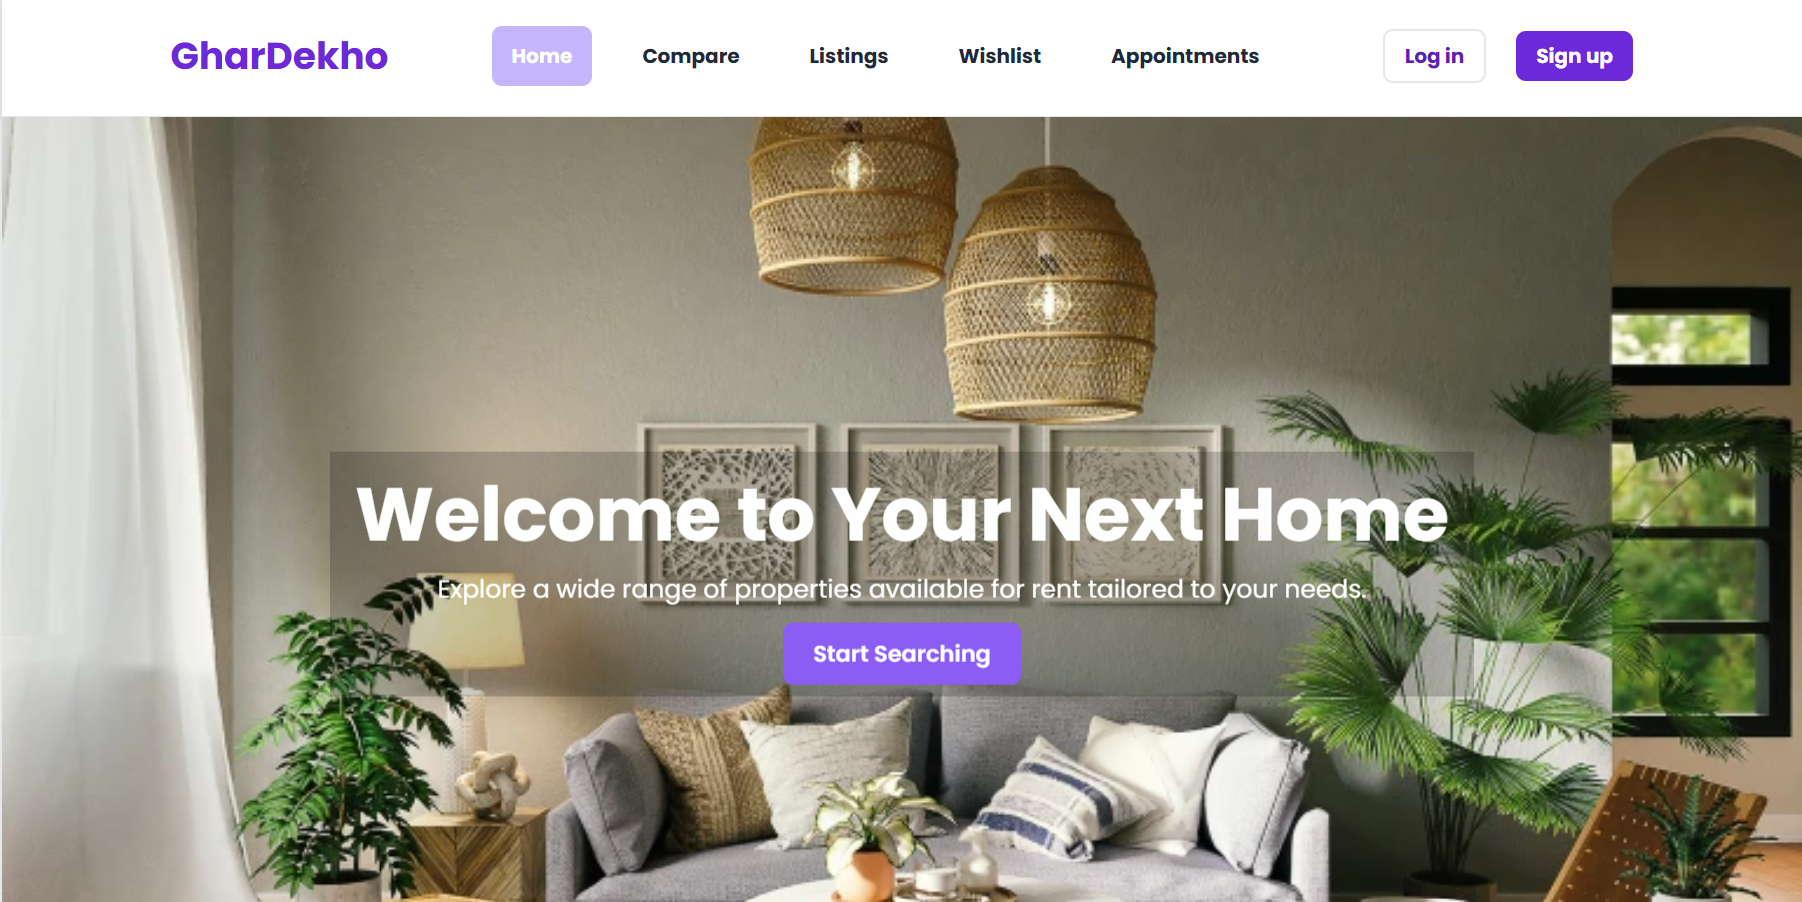 GharDekho
Home
Compare
Listings
Wishlist
Appointments
Log in
Sign up
Welcome to Your Next Home
Explore a wide range of properties available for rent tailored to your needs.
Start Searching